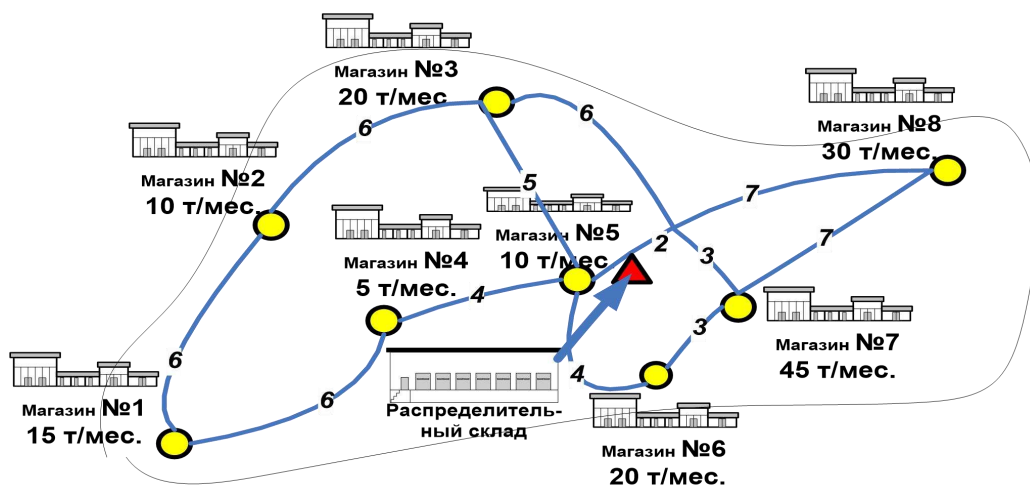 Магазин №3
20 т/мес
Магазин №8
30 т/мес.
Магазин №2
10 т/мес.
Магазин №5
10 т/мес
Магазин №4
5 т/мес.
Магазин №7
45 т/мес.
Магазин №1
15 т/мес.
Распределитель-
ный склад
Магазин №6
20 т/мес.
6
6
5
7
2
3
7
4
3
6
4
6